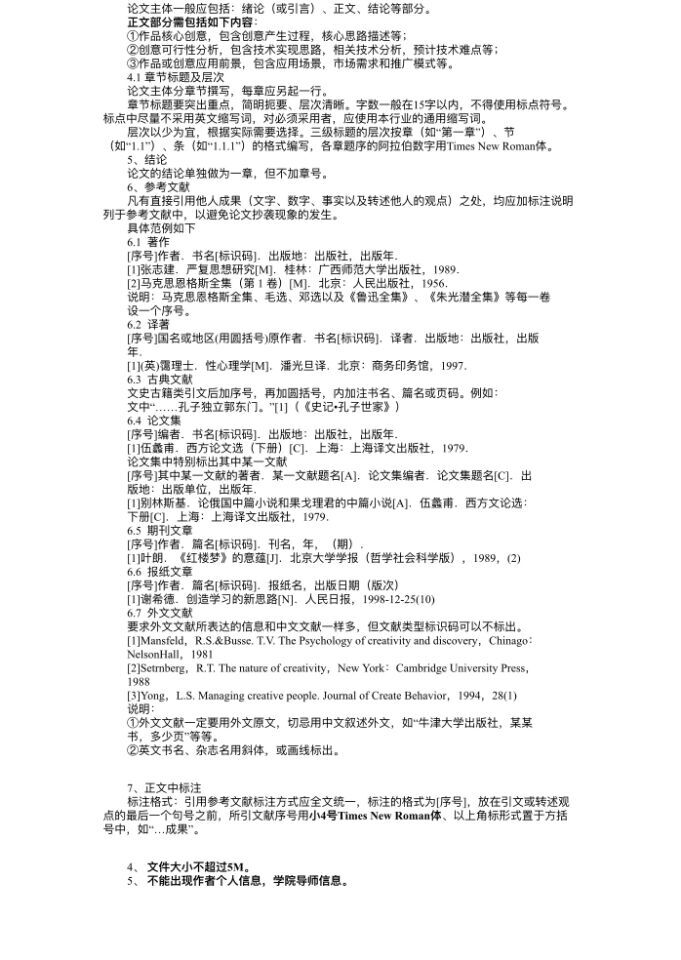 论文主体一般应包括：绪论（或引言）、正文、结论等部分。
正文部分需包括如下内容：
①作品核心创意，包含创意产生过程，核心思路描述等；
②创意可行性分析，包含技术实现思路，相关技术分析，预计技术难点等；
③作品或创意应用前景，包含应用场景，市场需求和推广模式等。
4.1 章节标题及层次
论文主体分章节撰写，每章应另起一行。
章节标题要突出重点，简明扼要、层次清晰。字数一般在15字以内，不得使用标点符号。
标点中尽量不采用英文缩写词，对必须采用者，应使用本行业的通用缩写词。
层次以少为宜，根据实际需要选择。三级标题的层次按章（如“第一章”）、节
（如“1.1”）、条（如“1.1.1”）的格式编写，各章题序的阿拉伯数字用Times New Roman体。
5、结论
论文的结论单独做为一章，但不加章号。
6、参考文献
凡有直接引用他人成果（文字、数字、事实以及转述他人的观点）之处，均应加标注说明
列于参考文献中，以避免论文抄袭现象的发生。
具体范例如下
6.1 著作
[序号]作者．书名[标识码]．出版地：出版社，出版年.
[1]张志建．严复思想研究[M]．桂林：广西师范大学出版社，1989.
[2]马克思恩格斯全集（第 1 卷）[M]．北京：人民出版社，1956.
说明：马克思恩格斯全集、毛选、邓选以及《鲁迅全集》、《朱光潜全集》等每一卷
设一个序号。
6.2 译著
[序号]国名或地区(用圆括号)原作者．书名[标识码]．译者．出版地：出版社，出版
年.
[1](英)霭理士．性心理学[M]．潘光旦译．北京：商务印务馆，1997.
6.3 古典文献
文史古籍类引文后加序号，再加圆括号，内加注书名、篇名或页码。例如：
文中“……孔子独立郭东门。”[1]（《史记•孔子世家》）
6.4 论文集
[序号]编者．书名[标识码]．出版地：出版社，出版年.
[1]伍蠡甫．西方论文选（下册）[C]．上海：上海译文出版社，1979.
论文集中特别标出其中某一文献
[序号]其中某一文献的著者．某一文献题名[A]．论文集编者．论文集题名[C]．出
版地：出版单位，出版年.
[1]别林斯基．论俄国中篇小说和果戈理君的中篇小说[A]．伍蠡甫．西方文论选：
下册[C]．上海：上海译文出版社，1979.
6.5 期刊文章
[序号]作者．篇名[标识码]．刊名，年，（期）.
[1]叶朗．《红楼梦》的意蕴[J]．北京大学学报（哲学社会科学版），1989，(2)
6.6 报纸文章
[序号]作者．篇名[标识码]．报纸名，出版日期（版次）
[1]谢希德．创造学习的新思路[N]．人民日报，1998-12-25(10)
6.7 外文文献
要求外文文献所表达的信息和中文文献一样多，但文献类型标识码可以不标出。
[1]Mansfeld，R.S.&Busse. T.V. The Psychology of creativity and discovery，Chinago：
NelsonHall，1981
[2]Setrnberg，R.T. The nature of creativity，New York：Cambridge University Press，
1988
[3]Yong，L.S. Managing creative people. Journal of Create Behavior，1994，28(1)
说明：
①外文文献一定要用外文原文，切忌用中文叙述外文，如“牛津大学出版社，某某
书，多少页”等等。
②英文书名、杂志名用斜体，或画线标出。
7、正文中标注
标注格式：引用参考文献标注方式应全文统一，标注的格式为[序号]，放在引文或转述观
点的最后一个句号之前，所引文献序号用小4号Times New Roman体、以上角标形式置于方括
号中，如“…成果”。
4、 文件大小不超过5M。
5、 不能出现作者个人信息，学院导师信息。